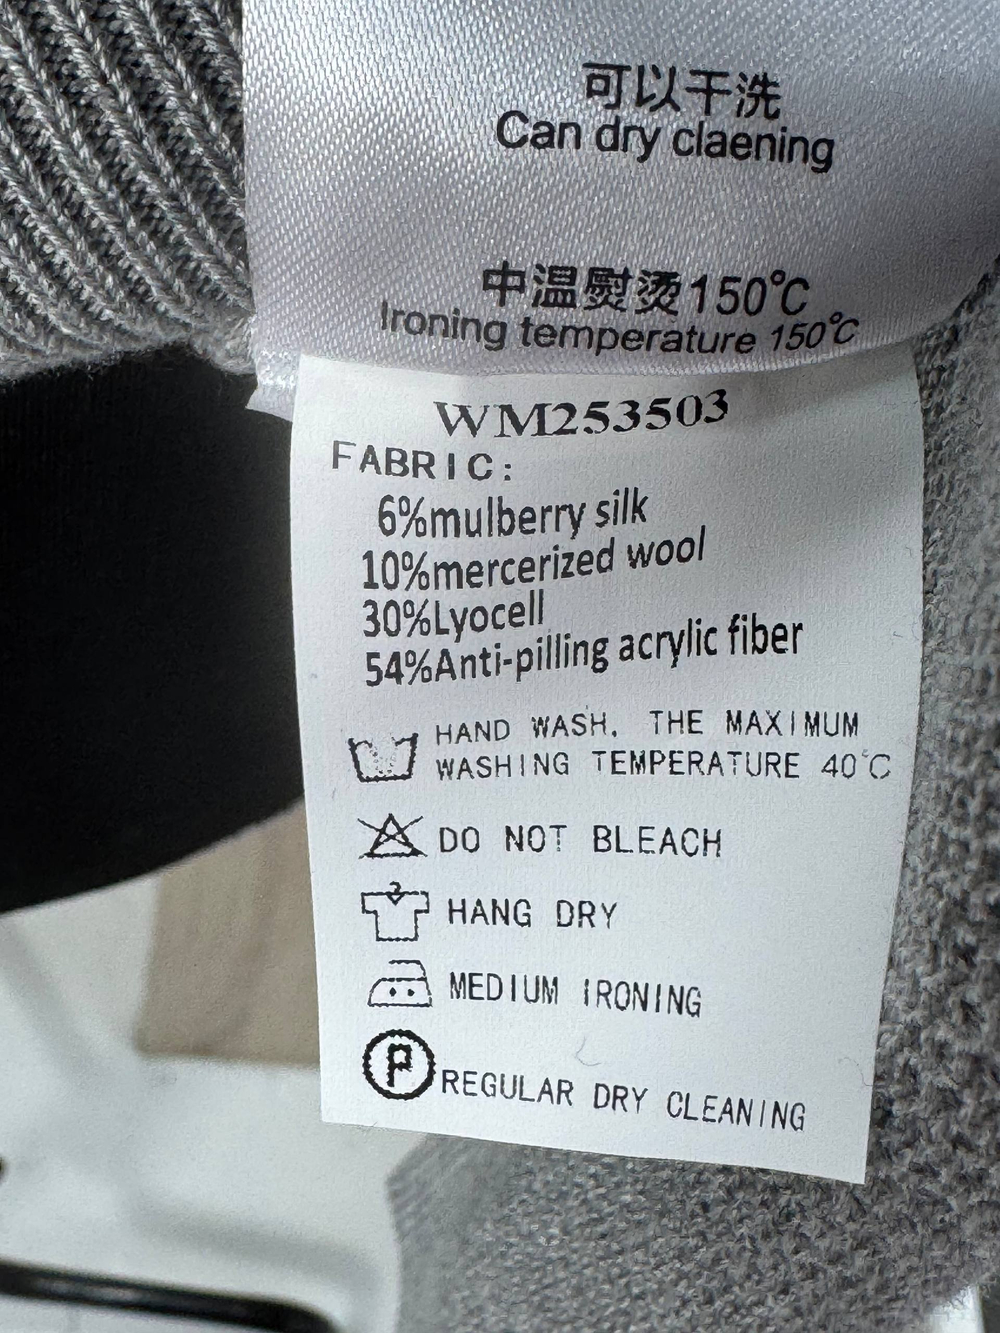 可以干洗
Can dry claening
中温熨烫150℃
Ironing temperature 150℃
WM253503
FABRIC:
6%mulberry silk
10%mercerized wool
30%Lyocell
54%Anti-pilling acrylic fiber
HAND WASH. THE MAXIMUM
WASHING TEMPERATURE 40℃
DO NOT BLEACH
HANG DRY
MEDIUM IRONING
P REGULAR DRY CLEANING